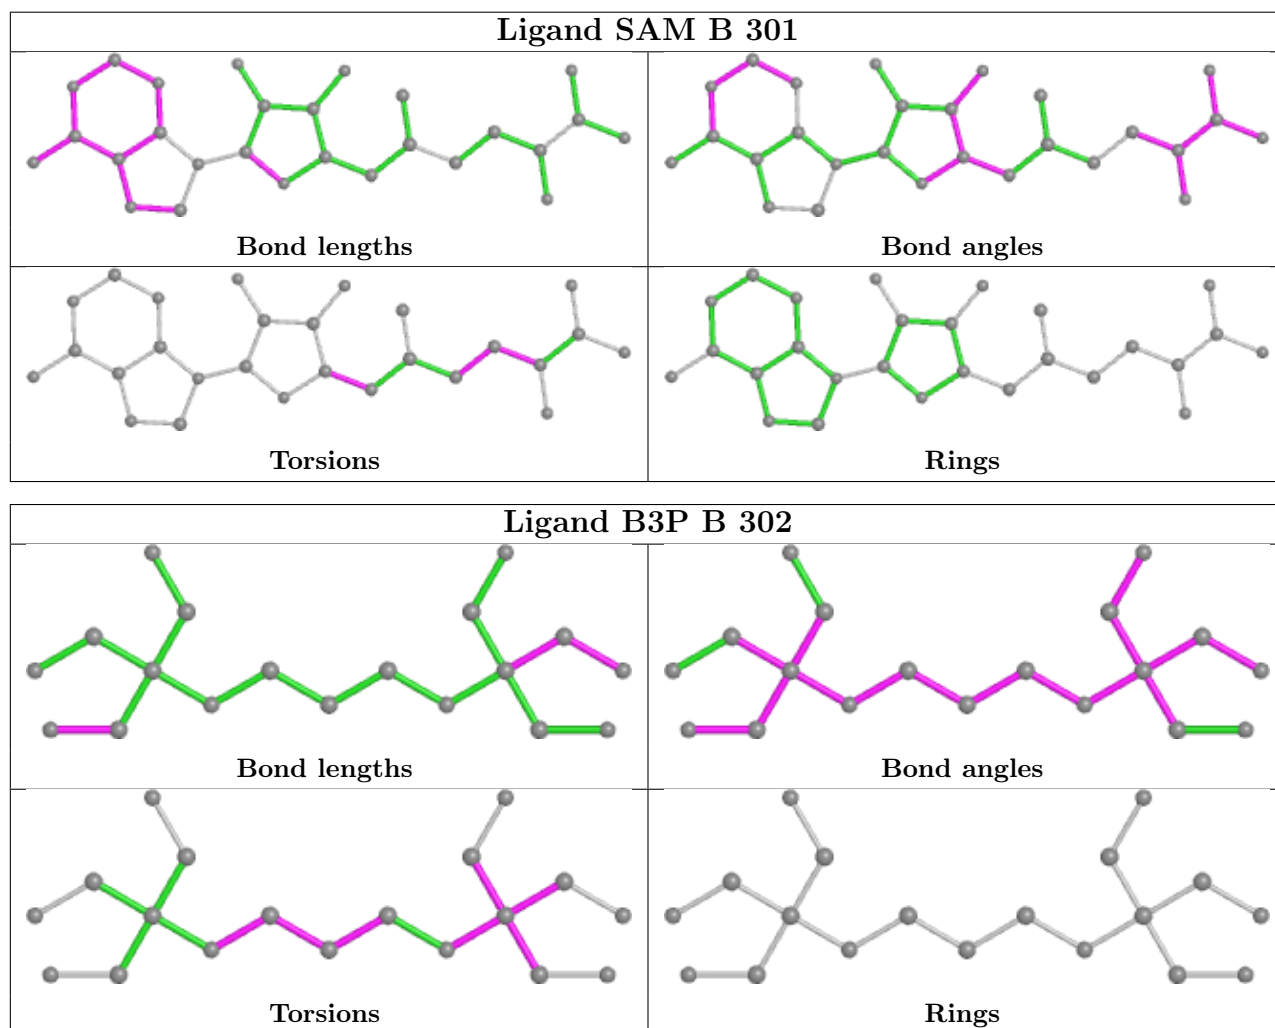 Ligand SAM B 301
Bond lengths
Bond angles
Torsions
Rings
Ligand B3P B 302
Bond lengths
Bond angles
Torsions
Rings